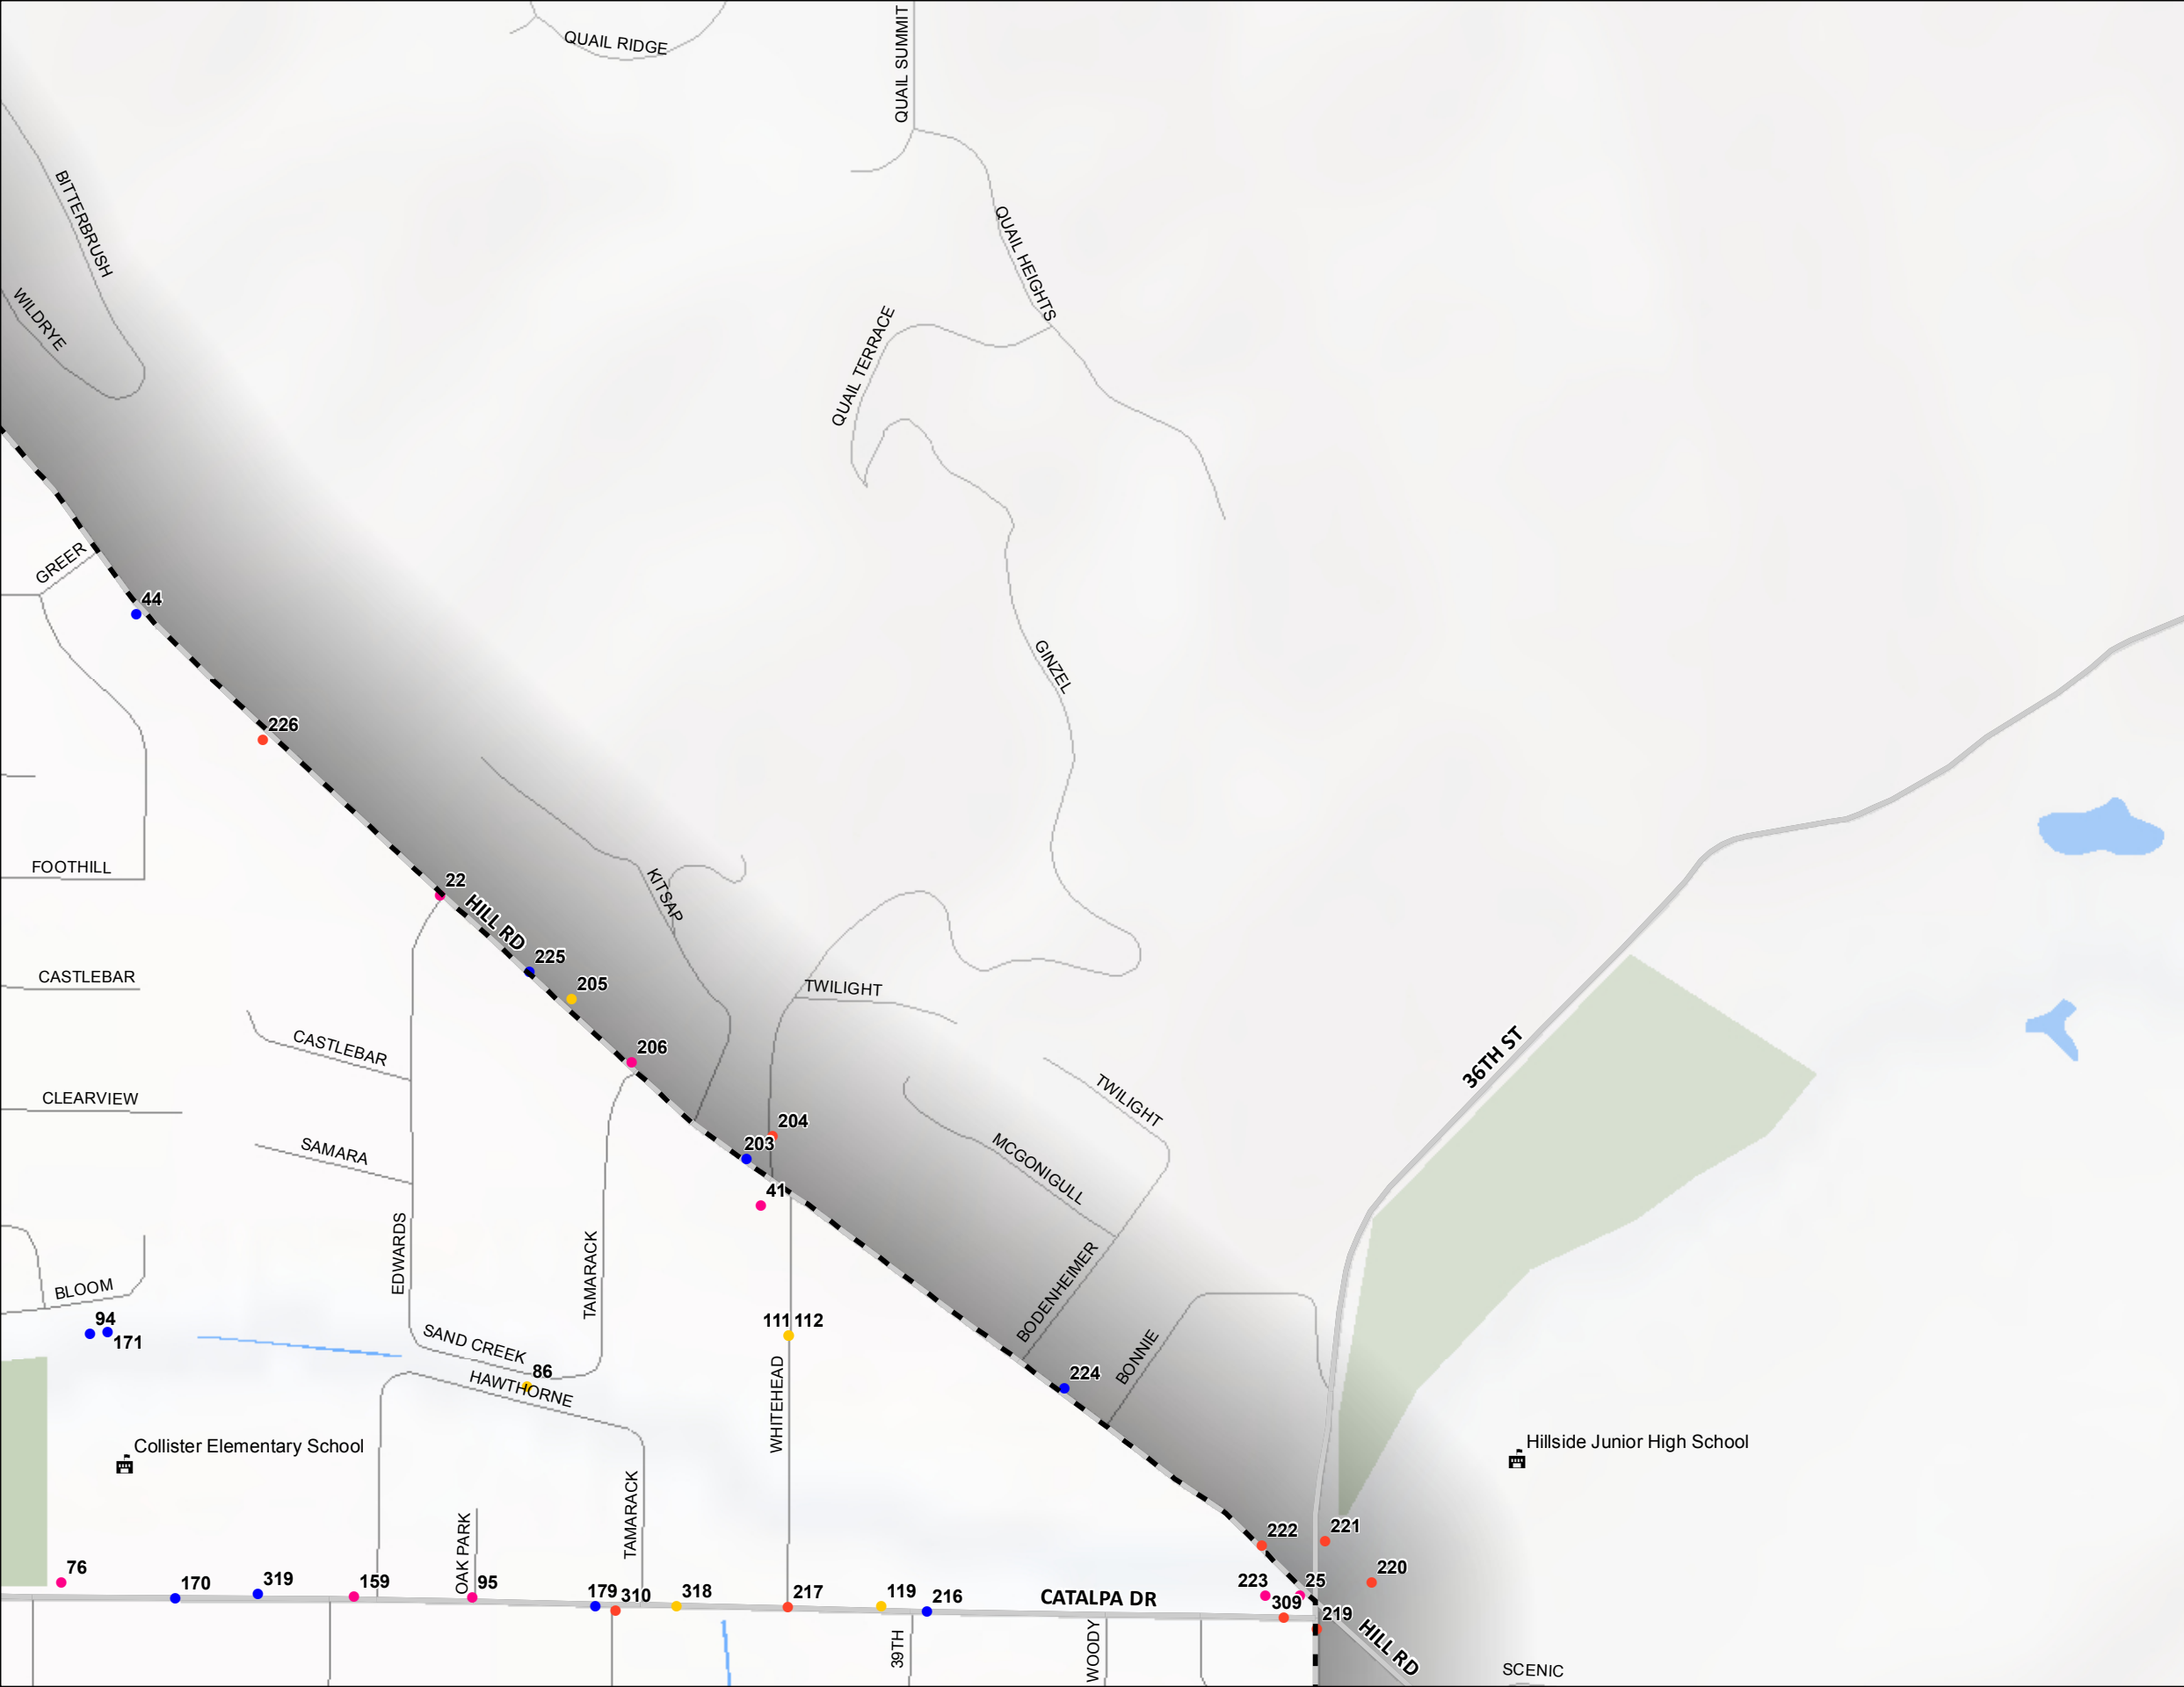 QUAIL RIDGE
QUAIL SUMMIT
BITTERBRUSH
WILDRYE
QUAIL HEIGHTS
QUAIL TERRACE
GREER
44
GINZEL
226
FOOTHILL
22
HILL RD
KITSAP
225
205
CASTLEBAR
TWILIGHT
CASTLEBAR
206
36TH ST
CLEARVIEW
TWILIGHT
SAMARA
204
203
MCGONIGULL
41
EDWARDS
TAMARACK
BLOOM
BODENHEIMER
94
171
111
112
SAND CREEK
86
HAWTHORNE
WHITEHEAD
BONNIE
224
Collister Elementary School
Hillside Junior High School
OAK PARK
TAMARACK
222
221
76
170
319
159
95
179
310
318
217
119
216
CATALPA DR
223
25
220
309
219
HILL RD
39TH
WOODY
SCENIC